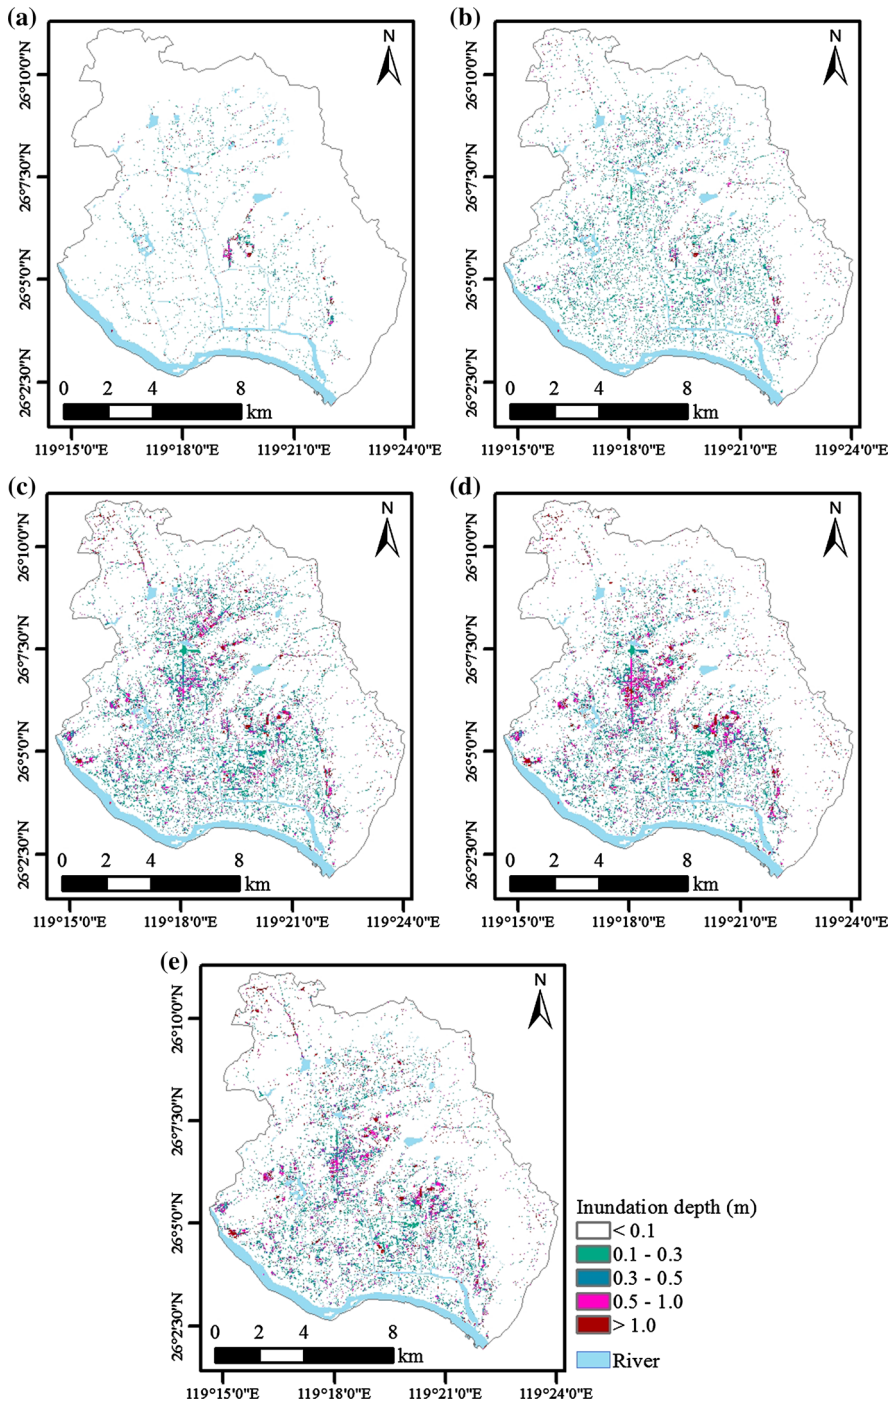 (a)
N
26°10'0"N
26°7'30"N
26°5'0"N
26°2'30"N
0 2 4 8
km
119°15'0"E 119°18'0"E 119°21'0"E 119°24'0"E
(b)
N
26°10'0"N
26°7'30"N
26°5'0"N
26°2'30"N
0 2 4 8
km
119°15'0"E 119°18'0"E 119°21'0"E 119°24'0"E
(c)
N
26°10'0"N
26°7'30"N
26°5'0"N
26°2'30"N
0 2 4 8
km
119°15'0"E 119°18'0"E 119°21'0"E 119°24'0"E
(d)
N
26°10'0"N
26°7'30"N
26°5'0"N
26°2'30"N
0 2 4 8
km
119°15'0"E 119°18'0"E 119°21'0"E 119°24'0"E
(e)
N
26°10'0"N
26°7'30"N
26°5'0"N
26°2'30"N
0 2 4 8
km
119°15'0"E 119°18'0"E 119°21'0"E 119°24'0"E
Inundation depth (m)
< 0.1
0.1 - 0.3
0.3 - 0.5
0.5 - 1.0
> 1.0
River